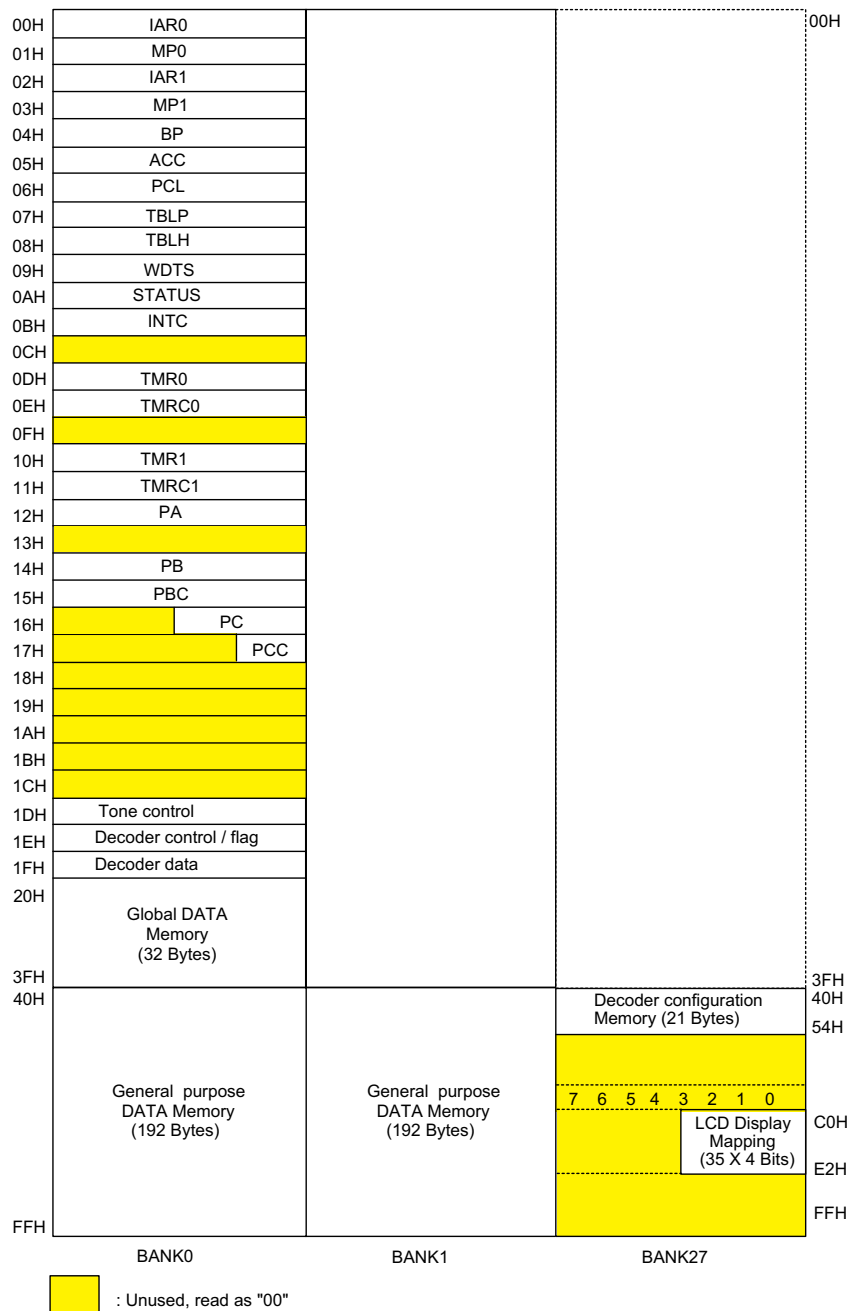 00H IAR0 00H
01H MP0
02H IAR1
03H MP1
04H BP
05H ACC
06H PCL
07H TBLP
08H TBLH
09H WDTS
0AH STATUS
0BH INTC
0CH
0DH TMR0
0EH TMRC0
0FH
10H TMR1
11H TMRC1
12H PA
13H
14H PB
15H PBC
16H PC
17H PCC
18H
19H
1AH
1BH
1CH
1DH Tone control
1EH Decoder control / flag
1FH Decoder data
20H
Global DATA
Memory
(32 Bytes)
3FH 3FH
40H Decoder configuration 40H
Memory (21 Bytes)
54H
General purpose General purpose
DATA Memory DATA Memory
(192 Bytes) (192 Bytes)
7 6 5 4 3 2 1 0
LCD Display C0H
Mapping
(35 X 4 Bits)
E2H
FFH FFH
BANK0 BANK1 BANK27
: Unused, read as "00"